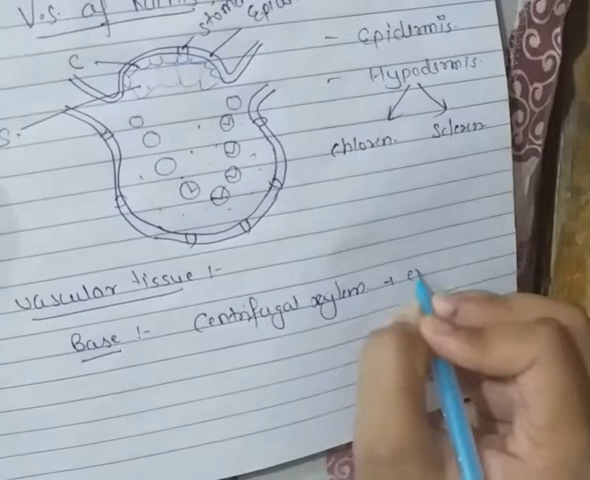 V.S. of
Stoma
C
- Epidermis.
- Hypodermis.
S.
Chloren. Scleren
Vascular tissue :-
Base :- Centrifugal xylem → e